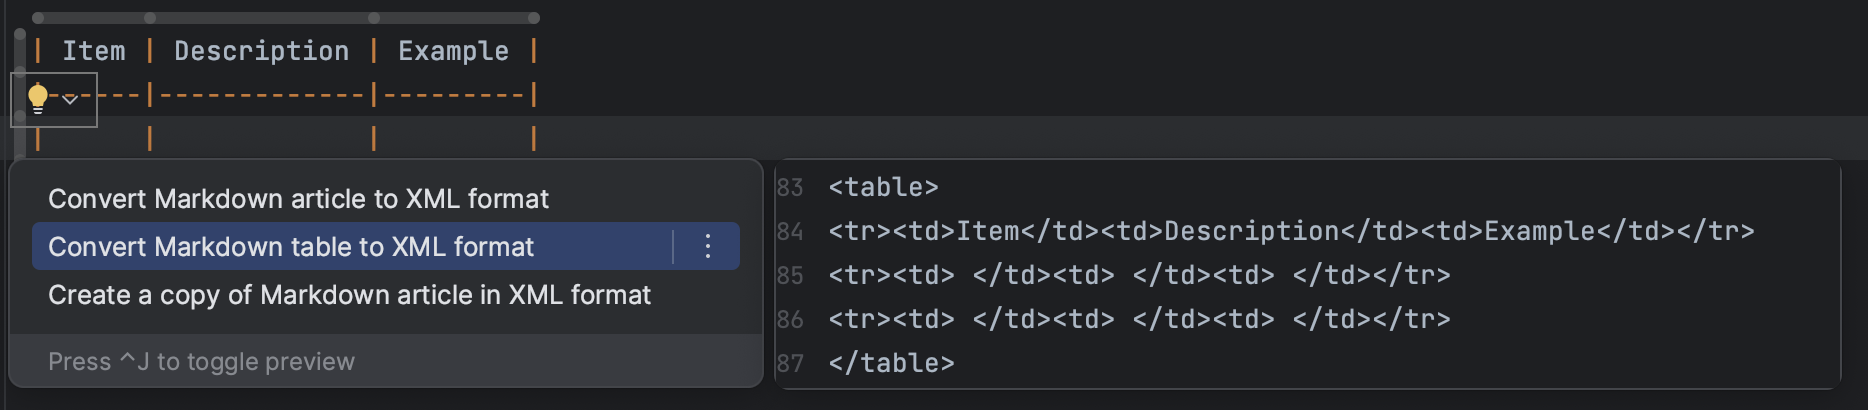 | Item | Description | Example |
|------|-------------|---------|
| | | |
Convert Markdown article to XML format
Convert Markdown table to XML format
Create a copy of Markdown article in XML format
Press ^J to toggle preview
83 <table>
84 <tr><td>Item</td><td>Description</td><td>Example</td></tr>
85 <tr><td> </td><td> </td><td> </td></tr>
86 <tr><td> </td><td> </td><td> </td></tr>
87 </table>